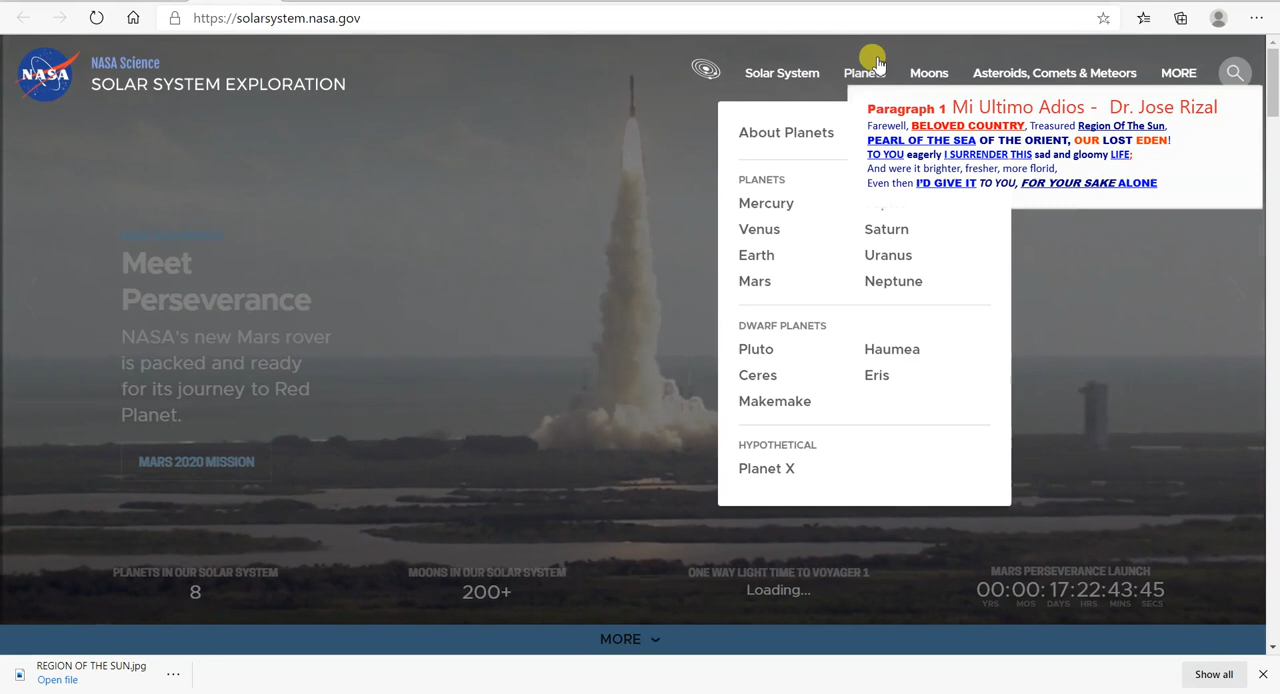 https://solarsystem.nasa.gov
NASA
NASA Science
SOLAR SYSTEM EXPLORATION
Solar System
Moons
Asteroids, Comets & Meteors
MORE
Paragraph 1 Mi Ultimo Adios - Dr. Jose Rizal
Farewell, BELOVED COUNTRY, Treasured Region Of The Sun,
PEARL OF THE SEA OF THE ORIENT, OUR LOST EDEN!
TO YOU eagerly I SURRENDER THIS sad and gloomy LIFE;
And were it brighter, fresher, more florid,
Even then I'D GIVE IT TO YOU, FOR YOUR SAKE ALONE
About Planets
PLANETS
Mercury
Venus
Saturn
Earth
Uranus
Mars
Neptune
DWARF PLANETS
Pluto
Haumea
Ceres
Eris
Makemake
HYPOTHETICAL
Planet X
Meet
Perseverance
NASA's new Mars rover
is packed and ready
for its journey to Red
Planet.
MARS 2020 MISSION
PLANETS IN OUR SOLAR SYSTEM
8
MOONS IN OUR SOLAR SYSTEM
200+
ONE WAY LIGHT TIME TO VOYAGER 1
Loading...
MARS PERSEVERANCE LAUNCH
00:00:17:22:43:45
YRS MOS DAYS HRS MINS SECS
MORE
REGION OF THE SUN.jpg
Open file
Show all